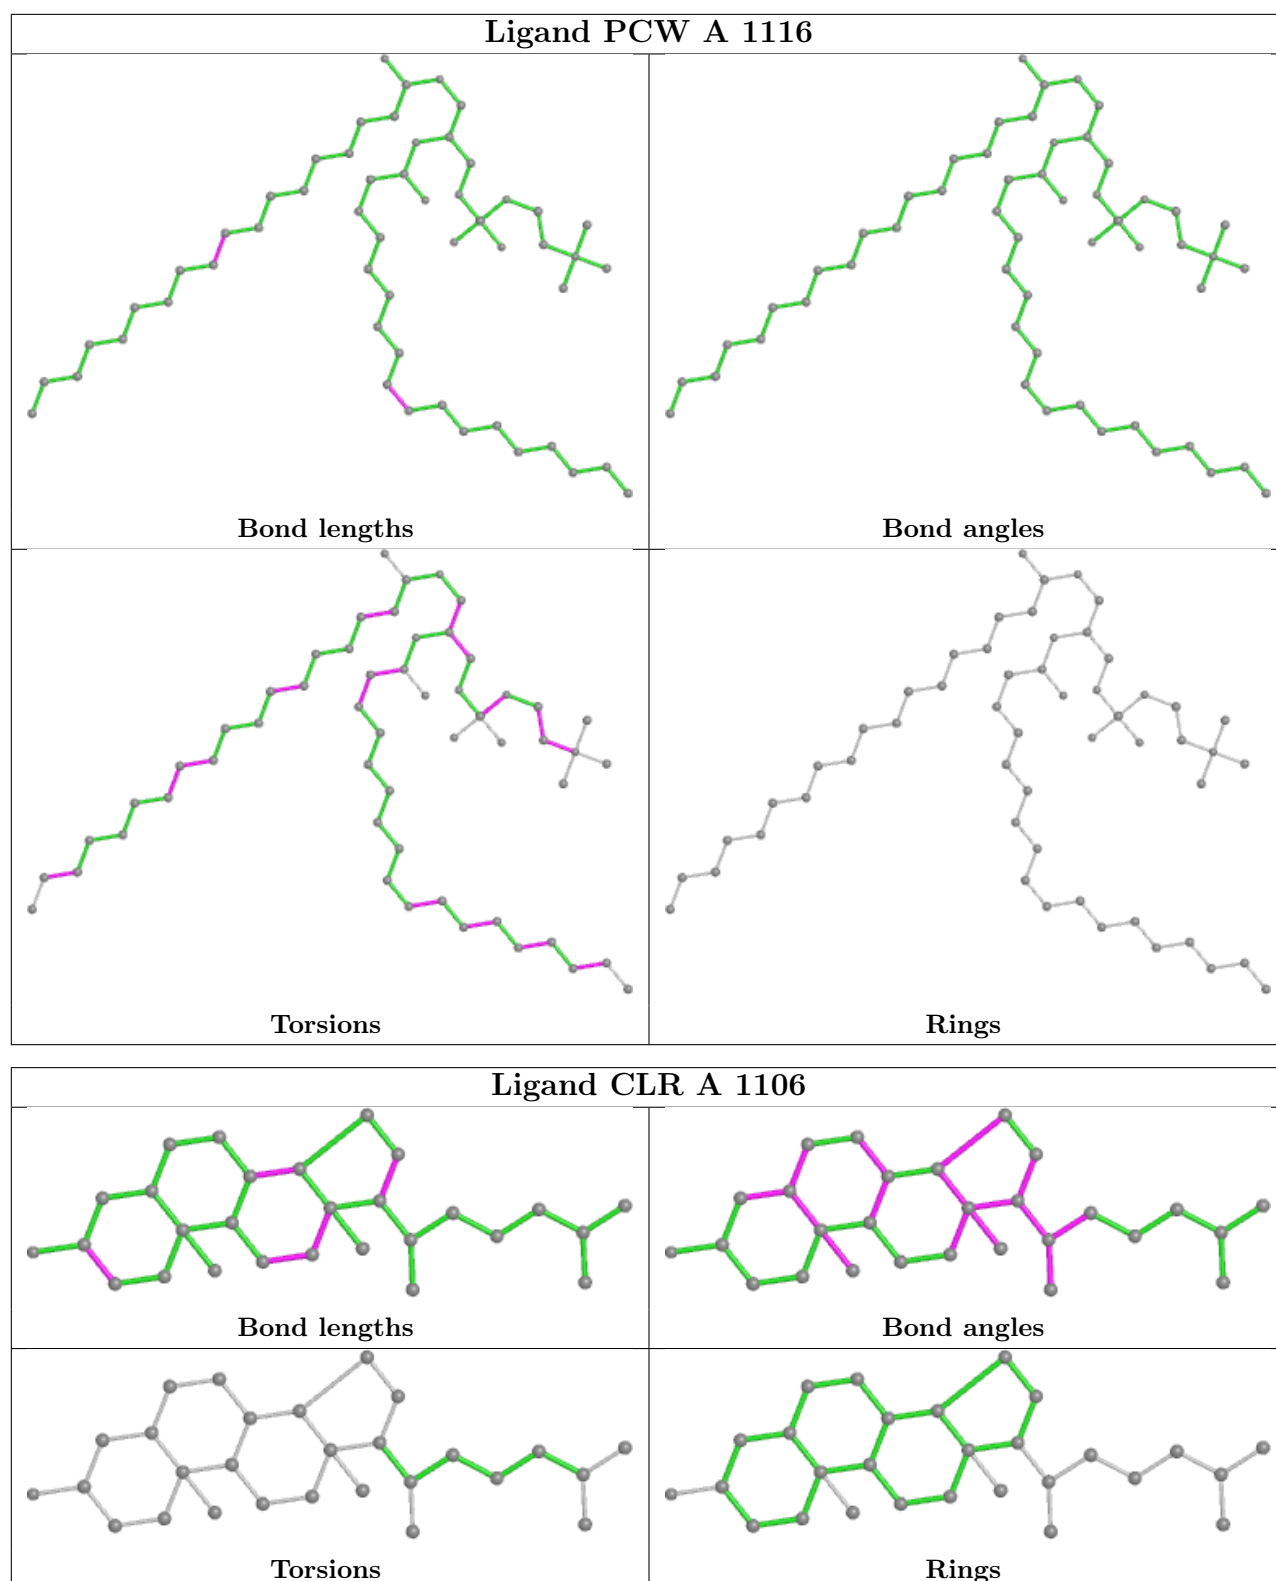 Ligand PCW A 1116
Bond lengths
Bond angles
Torsions
Rings
Ligand CLR A 1106
Bond lengths
Bond angles
Torsions
Rings